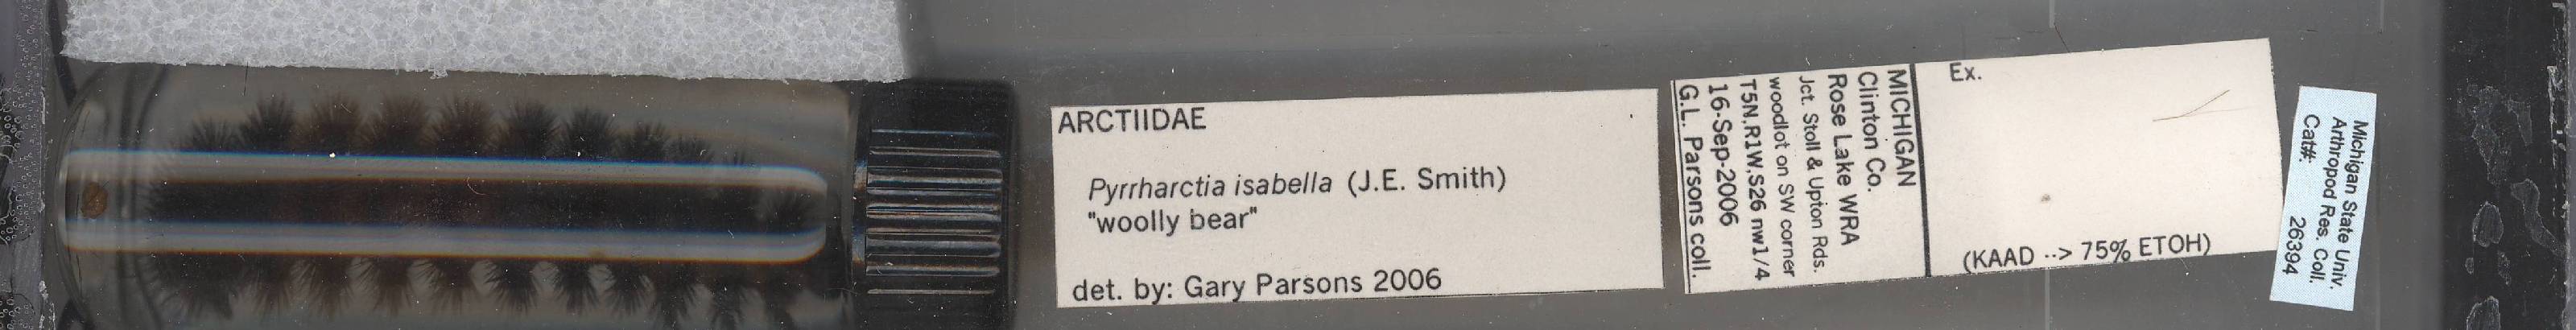 ARCTIIDAE
Pyrrharctia isabella (J.E. Smith)
"woolly bear"
det. by: Gary Parsons 2006
MICHIGAN
Clinton Co.
Rose Lake WRA
Jct. Stoll & Upton Rds.
woodlot on SW corner
T5N,R1W,S26 nw1/4
16-Sep-2006
G.L. Parsons coll.
Ex.
(KAAD --> 75% ETOH)
Michigan State Univ.
Arthropod Res. Coll.
Cat#: 26394